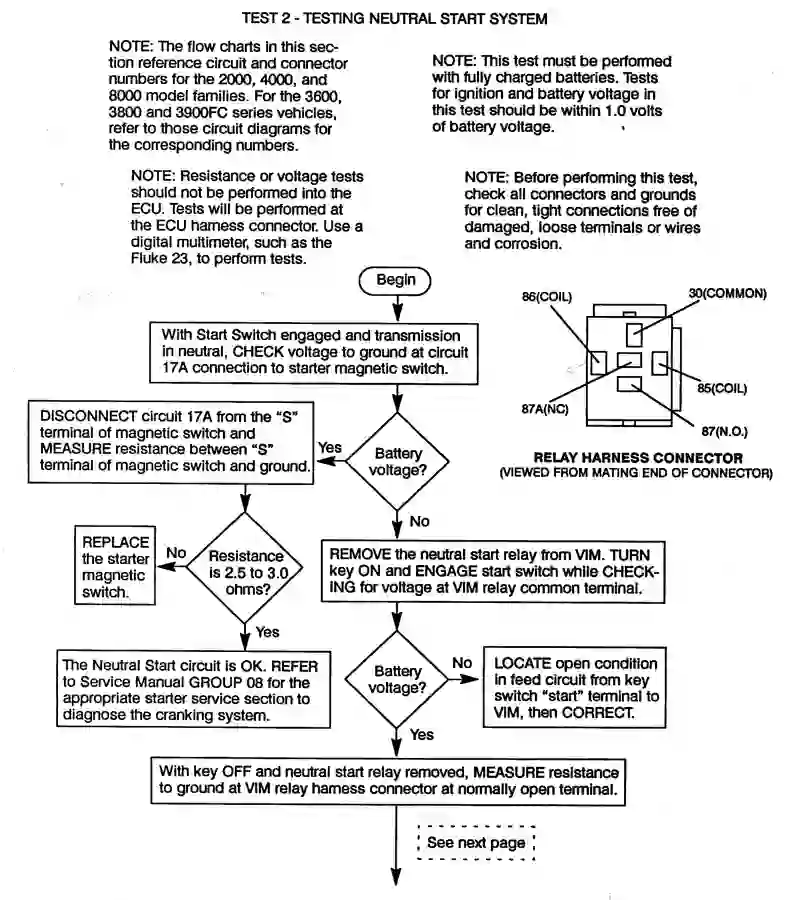 TEST 2 - TESTING NEUTRAL START SYSTEM
NOTE: The flow charts in this sec-
tion reference circuit and connector
numbers for the 2000, 4000, and
8000 model families. For the 3600,
3800 and 3900FC series vehicles,
refer to those circuit diagrams for
the corresponding numbers.
NOTE: This test must be performed
with fully charged batteries. Tests
for ignition and battery voltage in
this test should be within 1.0 volts
of battery voltage.
NOTE: Resistance or voltage tests
should not be performed into the
ECU. Tests will be performed at
the ECU harness connector. Use a
digital multimeter, such as the
Fluke 23, to perform tests.
NOTE: Before performing this test,
check all connectors and grounds
for clean, tight connections free of
damaged, loose terminals or wires
and corrosion.
Begin
With Start Switch engaged and transmission
in neutral, CHECK voltage to ground at circuit
17A connection to starter magnetic switch.
86(COIL)
30(COMMON)
87A(NC)
85(COIL)
87(N.O.)
RELAY HARNESS CONNECTOR
(VIEWED FROM MATING END OF CONNECTOR)
DISCONNECT circuit 17A from the "S"
terminal of magnetic switch and
MEASURE resistance between "S"
terminal of magnetic switch and ground.
Yes
Battery
voltage?
No
REPLACE
the starter
magnetic
switch.
No
Resistance
is 2.5 to 3.0
ohms?
Yes
REMOVE the neutral start relay from VIM. TURN
key ON and ENGAGE start switch while CHECK-
ING for voltage at VIM relay common terminal.
The Neutral Start circuit is OK. REFER
to Service Manual GROUP 08 for the
appropriate starter service section to
diagnose the cranking system.
Battery
voltage?
No
LOCATE open condition
in feed circuit from key
switch "start" terminal to
VIM, then CORRECT.
Yes
With key OFF and neutral start relay removed, MEASURE resistance
to ground at VIM relay harness connector at normally open terminal.
See next page